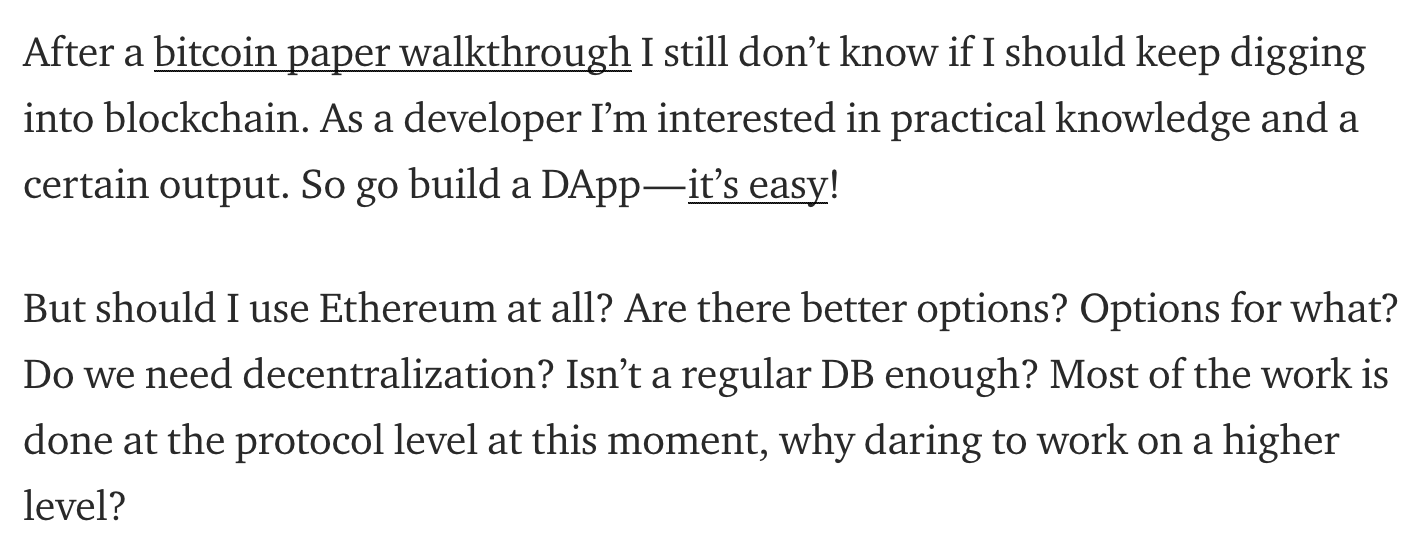 After a bitcoin paper walkthrough I still don’t know if I should keep digging
into blockchain. As a developer I’m interested in practical knowledge and a
certain output. So go build a DApp—it’s easy!
But should I use Ethereum at all? Are there better options? Options for what?
Do we need decentralization? Isn’t a regular DB enough? Most of the work is
done at the protocol level at this moment, why daring to work on a higher
level?